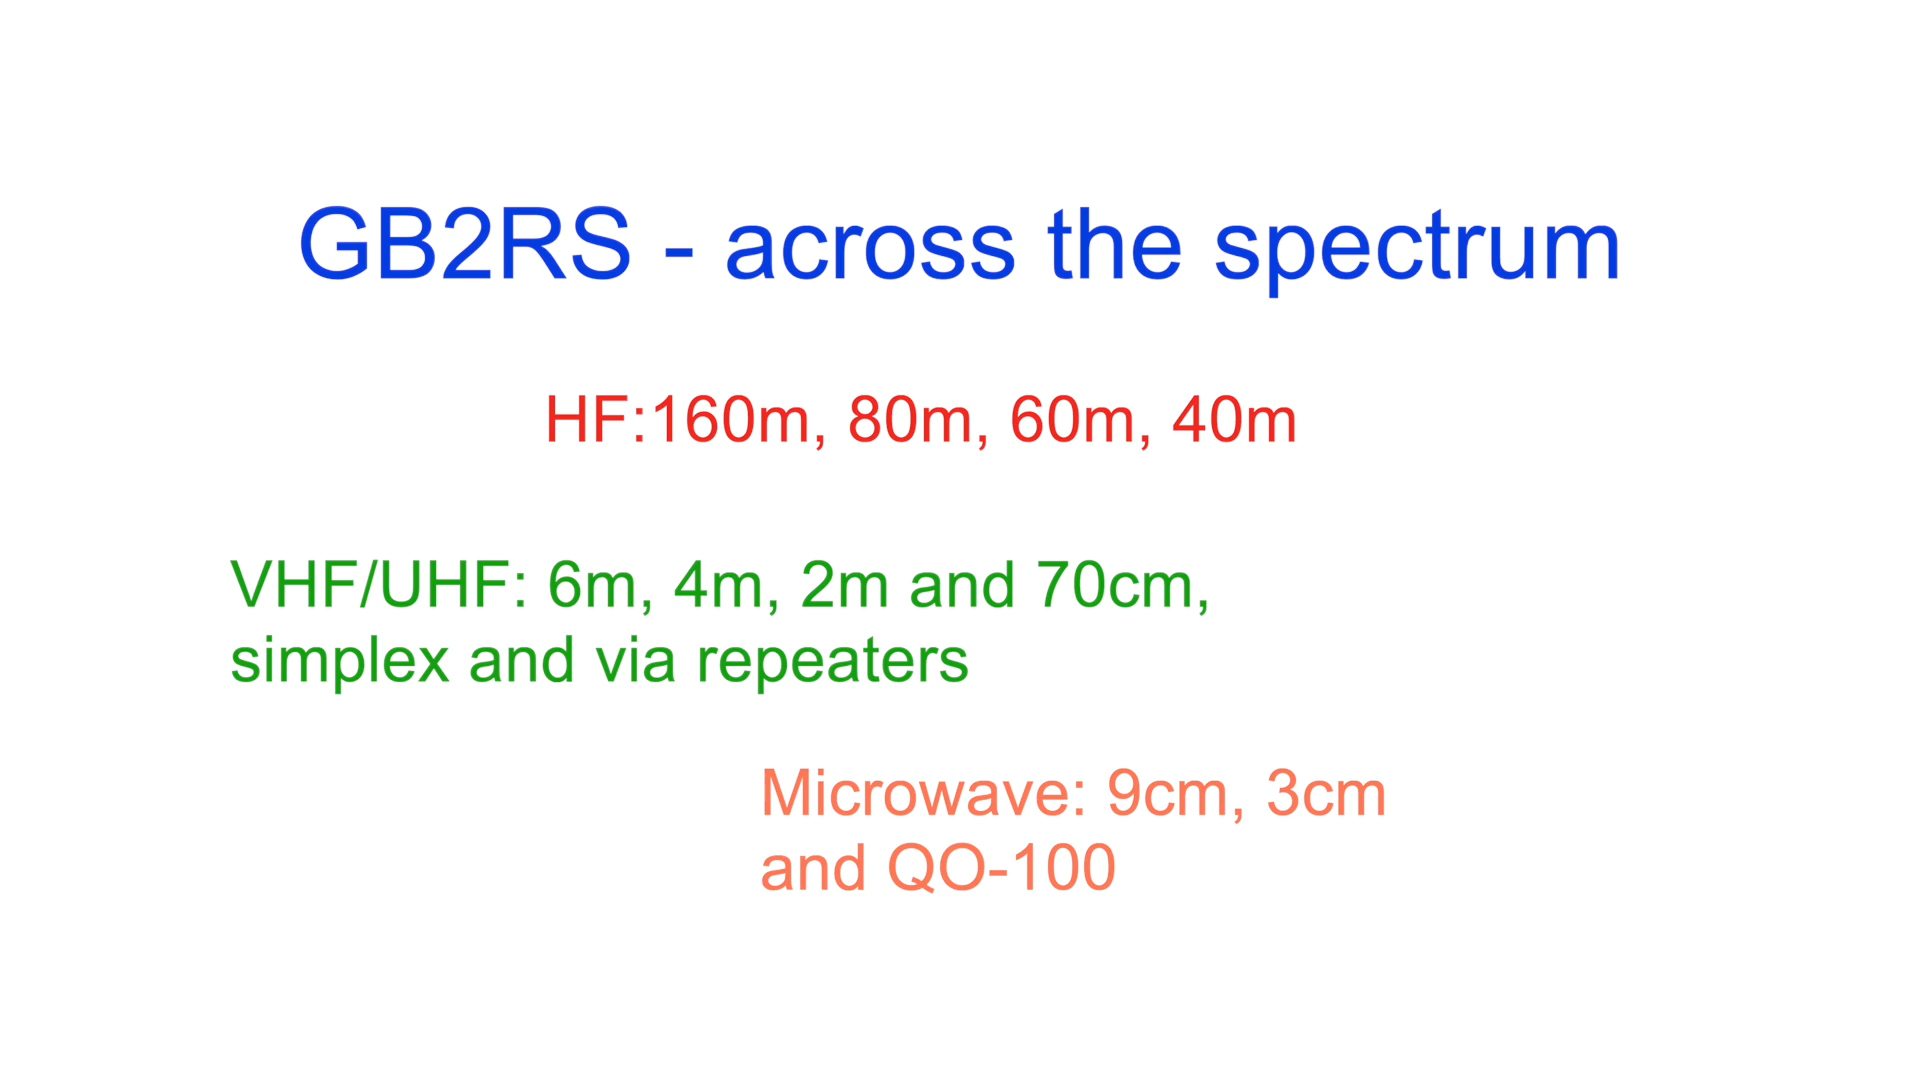 GB2RS - across the spectrum
HF:160m, 80m, 60m, 40m
VHF/UHF: 6m, 4m, 2m and 70cm,
simplex and via repeaters
Microwave: 9cm, 3cm
and QO-100